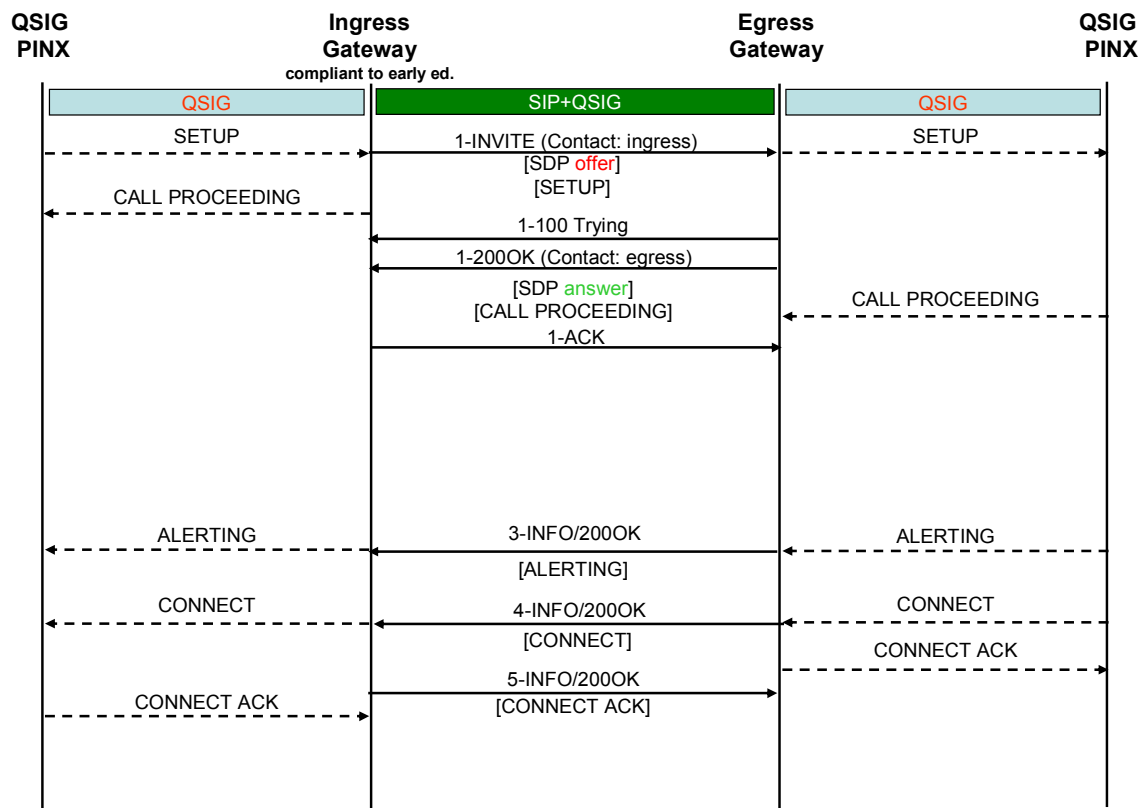 QSIG
PINX
Ingress
Gateway
compliant to early ed.
Egress
Gateway
QSIG
PINX
QSIG
SIP+QSIG
QSIG
SETUP
1-INVITE (Contact: ingress)
SETUP
[SDP offer]
[SETUP]
CALL PROCEEDING
1-100 Trying
1-200OK (Contact: egress)
[SDP answer]
CALL PROCEEDING
[CALL PROCEEDING]
1-ACK
ALERTING
3-INFO/200OK
ALERTING
[ALERTING]
CONNECT
4-INFO/200OK
CONNECT
[CONNECT]
CONNECT ACK
5-INFO/200OK
CONNECT ACK
[CONNECT ACK]